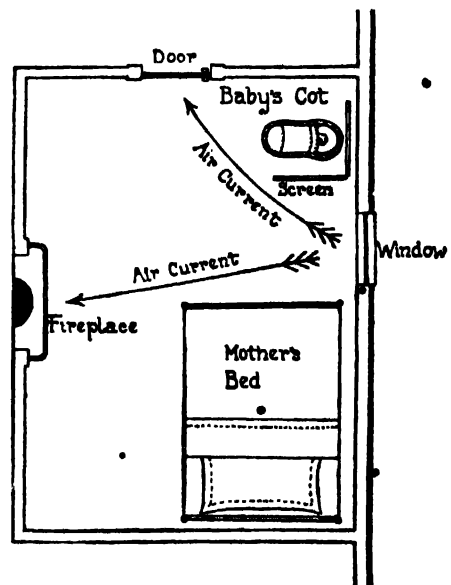 Door
Baby's Cot
Air Current
Screen
Window
Air Current
Fireplace
Mother's
Bed